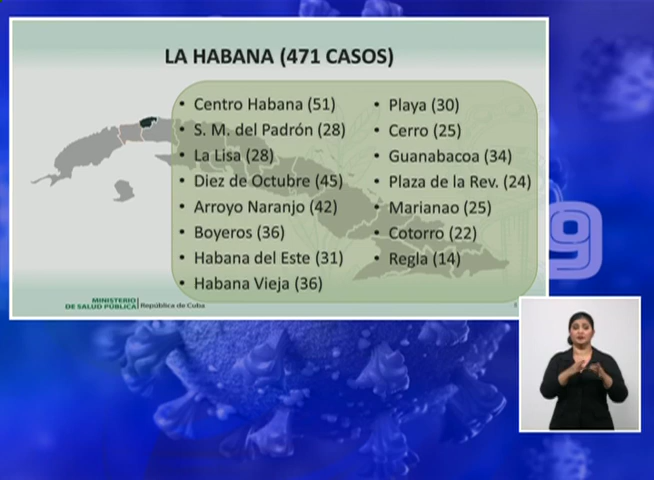 LA HABANA (471 CASOS)
• Centro Habana (51)
• S. M. del Padrón (28)
• La Lisa (28)
• Diez de Octubre (45)
• Arroyo Naranjo (42)
• Boyeros (36)
• Habana del Este (31)
• Habana Vieja (36)
• Playa (30)
• Cerro (25)
• Guanabacoa (34)
• Plaza de la Rev. (24)
• Marianao (25)
• Cotorro (22)
• Regla (14)
MINISTERIO
DE SALUD PÚBLICA República de Cuba
9